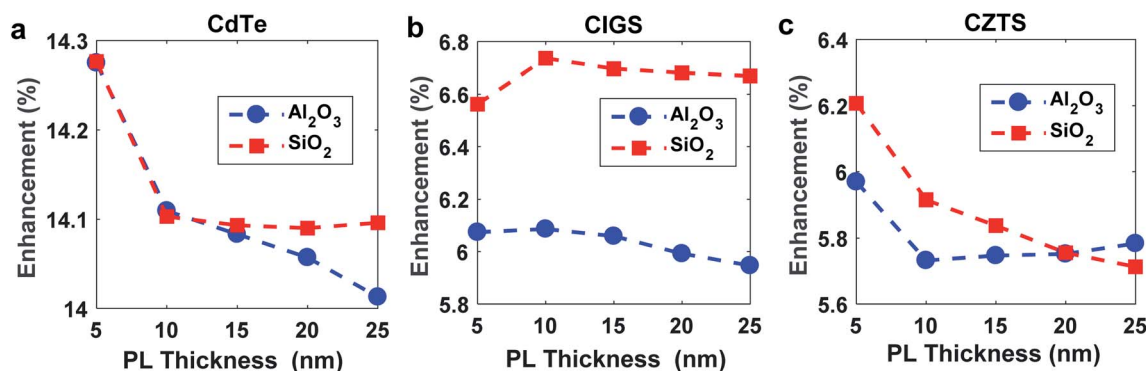 a
CdTe
14.3
14.2
14.1
14
Enhancement (%)
Al2O3
SiO2
5 10 15 20 25
PL Thickness (nm)
b
CIGS
6.8
6.6
6.4
6.2
6
5.8
Enhancement (%)
Al2O3
SiO2
5 10 15 20 25
PL Thickness (nm)
c
CZTS
6.4
6.2
6
5.8
5.6
Enhancement (%)
Al2O3
SiO2
5 10 15 20 25
PL Thickness (nm)